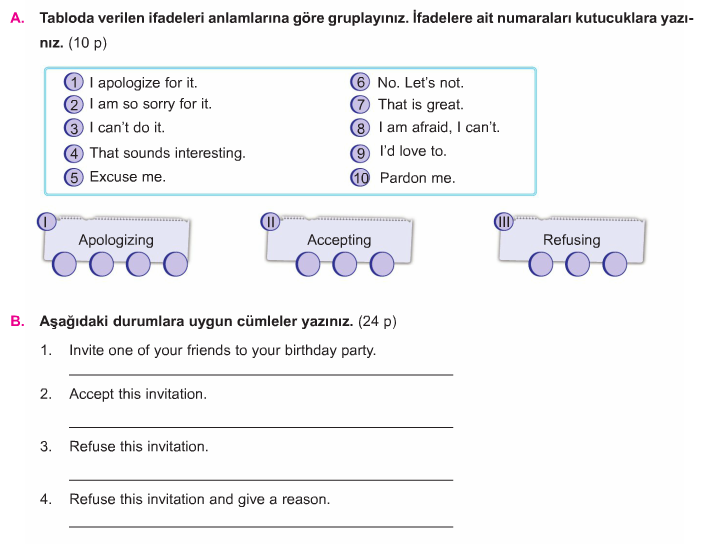 A. Tabloda verilen ifadeleri anlamlarına göre gruplayınız. İfadelere ait numaraları kutucuklara yazı-
nız. (10 p)
1 I apologize for it.
2 I am so sorry for it.
3 I can't do it.
4 That sounds interesting.
5 Excuse me.
6 No. Let's not.
7 That is great.
8 I am afraid, I can't.
9 I'd love to.
10 Pardon me.
I Apologizing
II Accepting
III Refusing
B. Aşağıdaki durumlara uygun cümleler yazınız. (24 p)
1. Invite one of your friends to your birthday party.
2. Accept this invitation.
3. Refuse this invitation.
4. Refuse this invitation and give a reason.